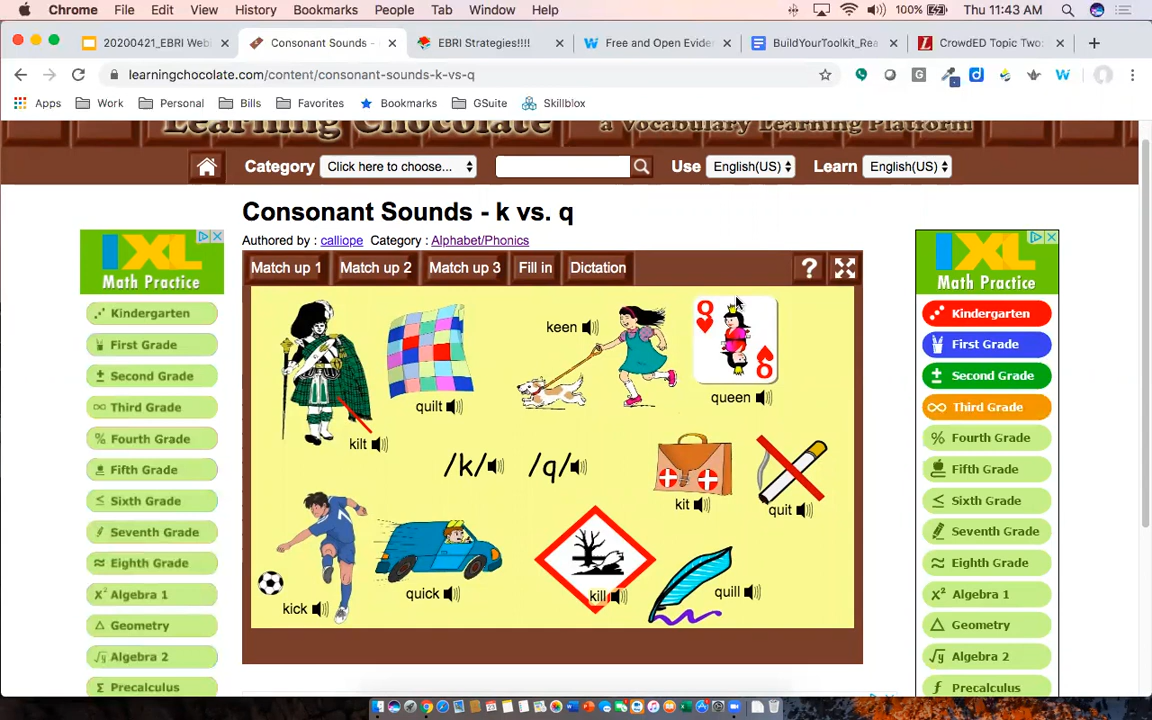 Chrome File Edit View History Bookmarks People Tab Window Help 100% Thu 11:43 AM
20200421_EBRI Webi
Consonant Sounds -
EBRI Strategies!!!!
Free and Open Evide
BuildYourToolkit_Rea
CrowdED Topic Two:
learningchocolate.com/content/consonant-sounds-k-vs-q
Apps Work Personal Bills Favorites Bookmarks GSuite Skillblox
Learning Chocolate a Vocabulary Learning Platform
Category Click here to choose... Use English(US) Learn English(US)
Consonant Sounds - k vs. q
Authored by : calliope Category : Alphabet/Phonics
Match up 1 Match up 2 Match up 3 Fill in Dictation ?
kilt
quilt
keen
Q
Q
queen
/k/ /q/
kit
quit
kick
quick
kill
quill
IXL
Math Practice
Kindergarten
First Grade
Second Grade
Third Grade
Fourth Grade
Fifth Grade
Sixth Grade
Seventh Grade
Eighth Grade
Algebra 1
Geometry
Algebra 2
Precalculus
IXL
Math Practice
Kindergarten
First Grade
Second Grade
Third Grade
Fourth Grade
Fifth Grade
Sixth Grade
Seventh Grade
Eighth Grade
Algebra 1
Geometry
Algebra 2
Precalculus